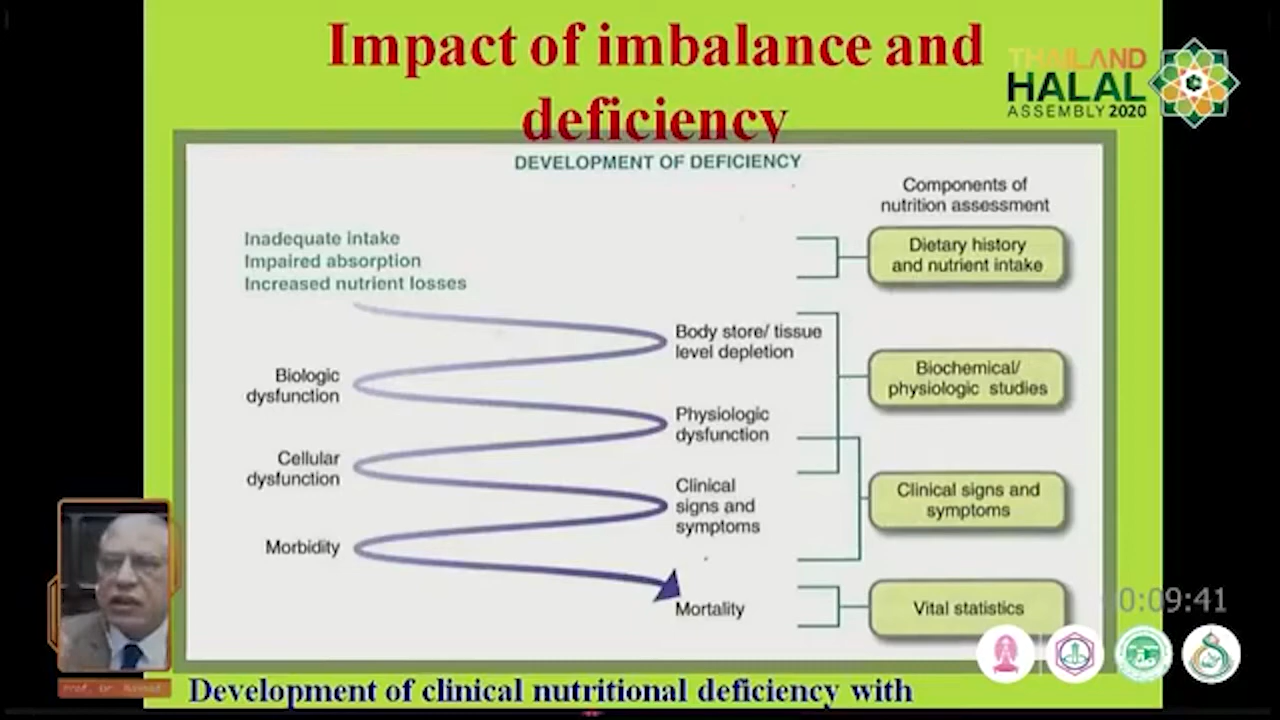 Impact of imbalance and
deficiency
THAILAND
HALAL
ASSEMBLY 2020
DEVELOPMENT OF DEFICIENCY
Components of
nutrition assessment
Inadequate intake
Impaired absorption
Increased nutrient losses
Dietary history
and nutrient intake
Body store/ tissue
level depletion
Biologic
dysfunction
Biochemical/
physiologic studies
Physiologic
dysfunction
Cellular
dysfunction
Clinical
signs and
symptoms
Clinical signs and
symptoms
Morbidity
Mortality
Vital statistics
0:09:41
Prof. Dr.
Development of clinical nutritional deficiency with